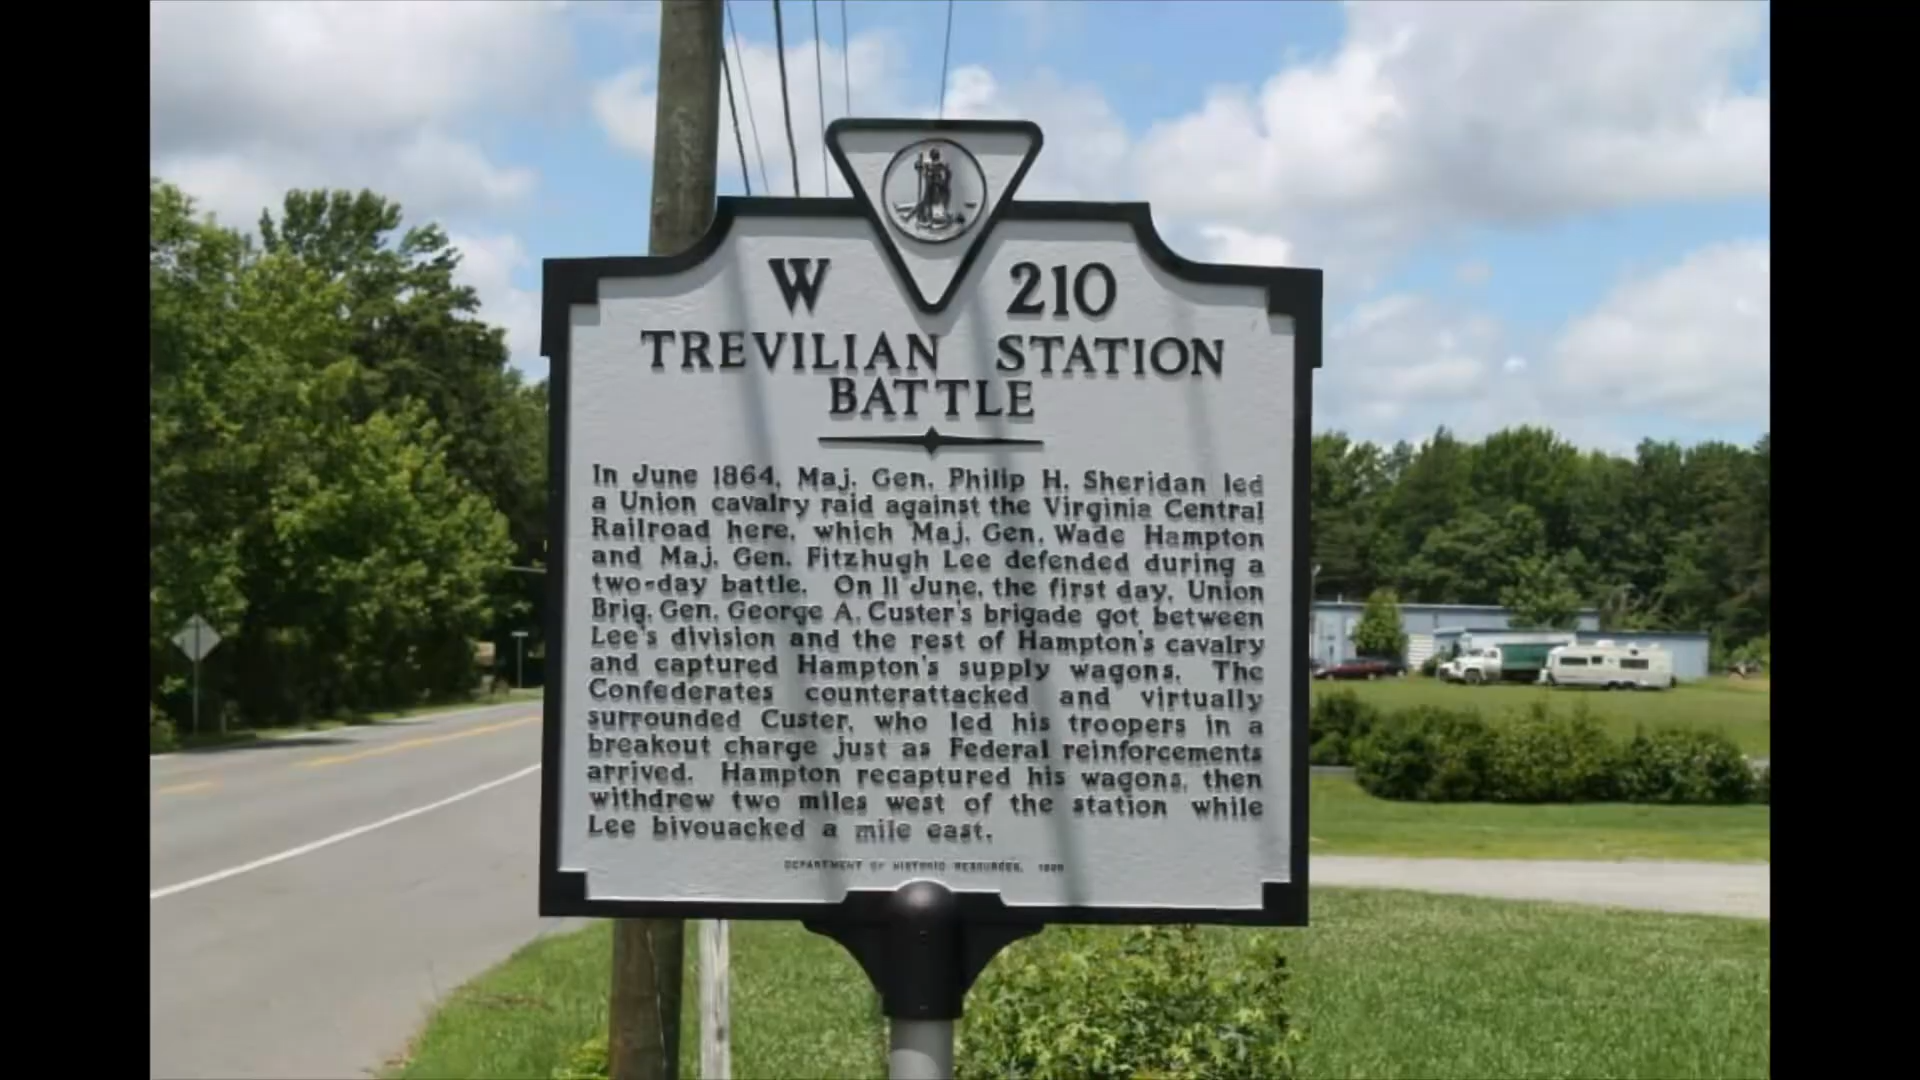 W 210
TREVILIAN STATION
BATTLE
In June 1864, Maj. Gen. Philip H. Sheridan led
a Union cavalry raid against the Virginia Central
Railroad here, which Maj. Gen. Wade Hampton
and Maj. Gen. Fitzhugh Lee defended during a
two-day battle. On 11 June, the first day, Union
Brig. Gen. George A. Custer's brigade got between
Lee's division and the rest of Hampton's cavalry
and captured Hampton's supply wagons. The
Confederates counterattacked and virtually
surrounded Custer, who led his troopers in a
breakout charge just as Federal reinforcements
arrived. Hampton recaptured his wagons, then
withdrew two miles west of the station while
Lee bivouacked a mile east.
DEPARTMENT OF HISTORIC RESOURCES,